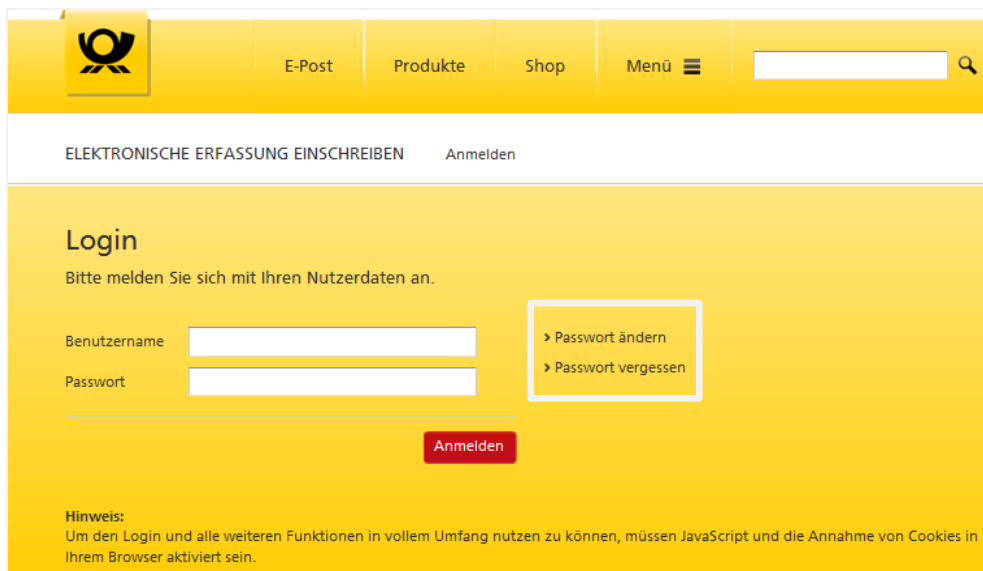 E-Post Produkte Shop Menü
ELEKTRONISCHE ERFASSUNG EINSCHREIBEN Anmelden
Login
Bitte melden Sie sich mit Ihren Nutzerdaten an.
Benutzername
› Passwort ändern
› Passwort vergessen
Passwort
Anmelden
Hinweis:
Um den Login und alle weiteren Funktionen in vollem Umfang nutzen zu können, müssen JavaScript und die Annahme von Cookies in
Ihrem Browser aktiviert sein.